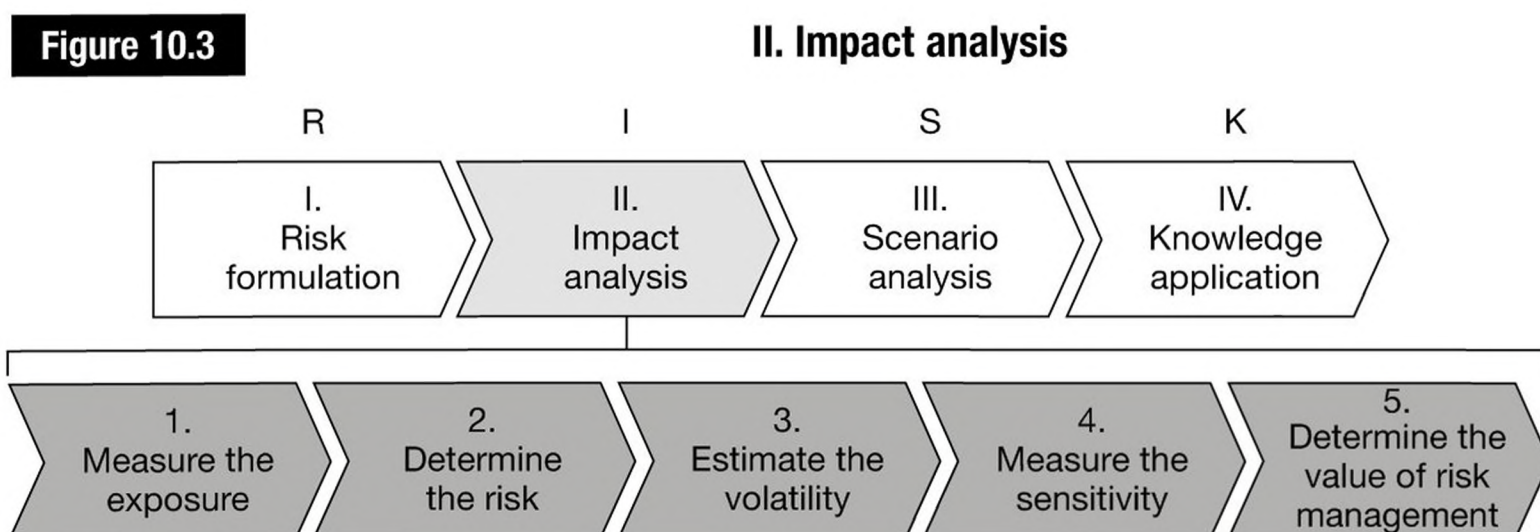 Figure 10.3
II. Impact analysis
R
I
S
K
I.
Risk
formulation
II.
Impact
analysis
III.
Scenario
analysis
IV.
Knowledge
application
1.
Measure the
exposure
2.
Determine
the risk
3.
Estimate the
volatility
4.
Measure the
sensitivity
5.
Determine the
value of risk
management